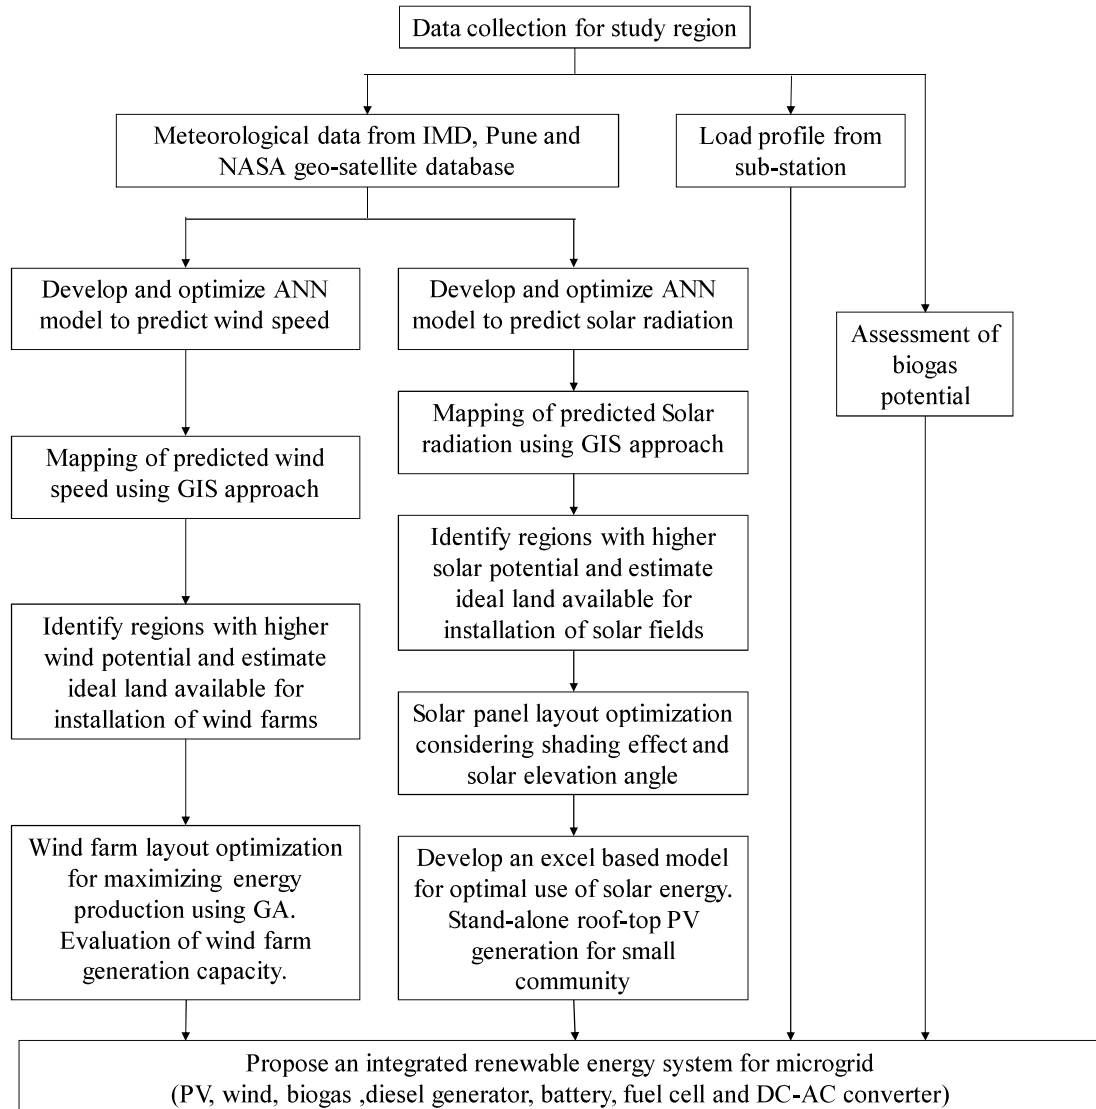 Data collection for study region
Meteorological data from IMD, Pune and
NASA geo-satellite database
Load profile from
sub-station
Develop and optimize ANN
model to predict wind speed
Develop and optimize ANN
model to predict solar radiation
Assessment of
biogas
potential
Mapping of predicted Solar
radiation using GIS approach
Mapping of predicted wind
speed using GIS approach
Identify regions with higher
solar potential and estimate
ideal land available for
installation of solar fields
Identify regions with higher
wind potential and estimate
ideal land available for
installation of wind farms
Solar panel layout optimization
considering shading effect and
solar elevation angle
Wind farm layout optimization
for maximizing energy
production using GA.
Evaluation of wind farm
generation capacity.
Develop an excel based model
for optimal use of solar energy.
Stand-alone roof-top PV
generation for small
community
Propose an integrated renewable energy system for microgrid
(PV, wind, biogas ,diesel generator, battery, fuel cell and DC-AC converter)